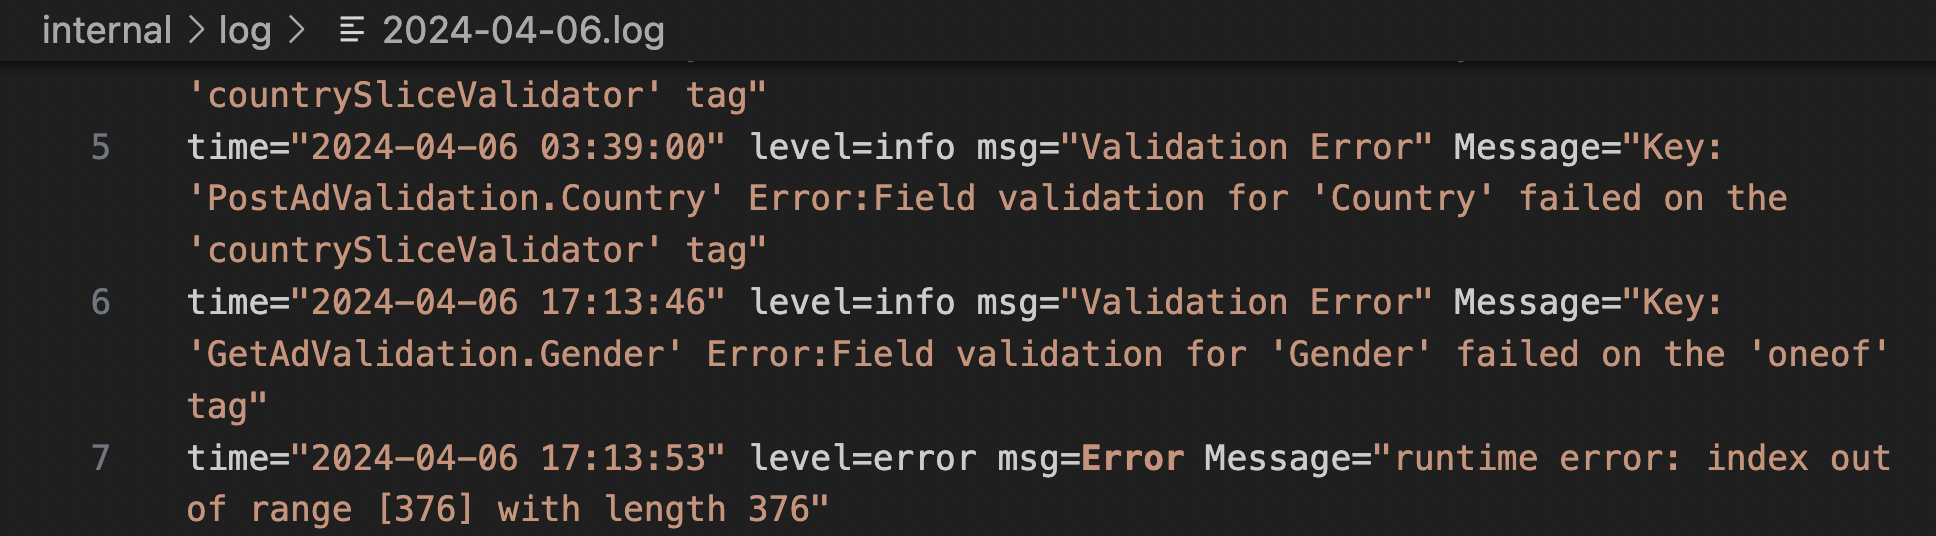 internal > log > 2024-04-06.log
'countrySliceValidator' tag"
5 time="2024-04-06 03:39:00" level=info msg="Validation Error" Message="Key:
'PostAdValidation.Country' Error:Field validation for 'Country' failed on the
'countrySliceValidator' tag"
6 time="2024-04-06 17:13:46" level=info msg="Validation Error" Message="Key:
'GetAdValidation.Gender' Error:Field validation for 'Gender' failed on the 'oneof'
tag"
7 time="2024-04-06 17:13:53" level=error msg=Error Message="runtime error: index out
of range [376] with length 376"